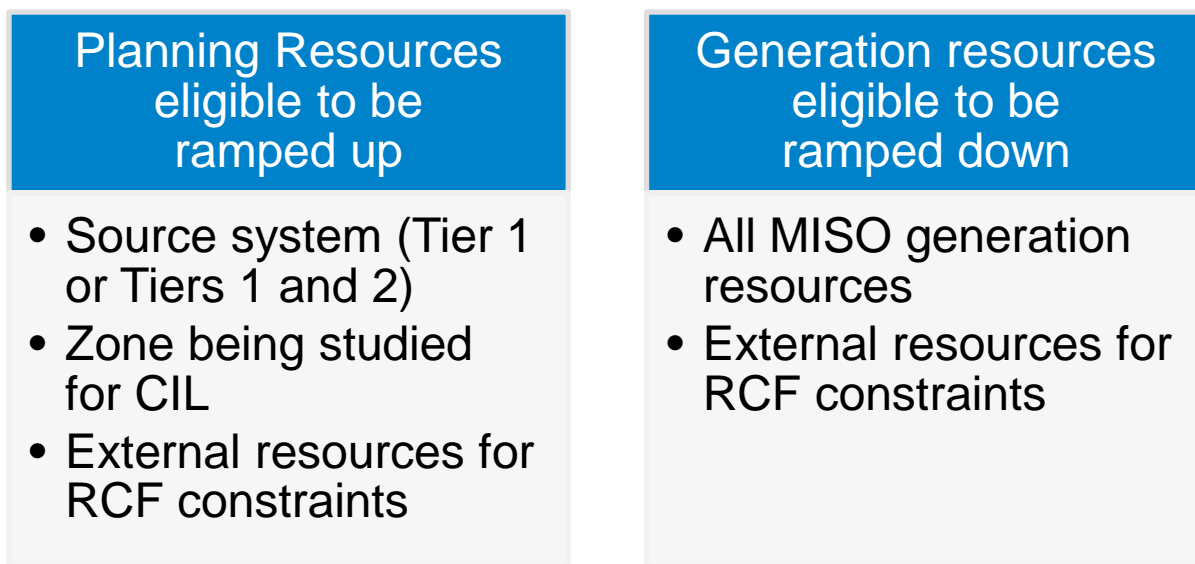 Planning Resources
eligible to be
ramped up
• Source system (Tier 1
or Tiers 1 and 2)
• Zone being studied
for CIL
• External resources for
RCF constraints
Generation resources
eligible to be
ramped down
• All MISO generation
resources
• External resources for
RCF constraints